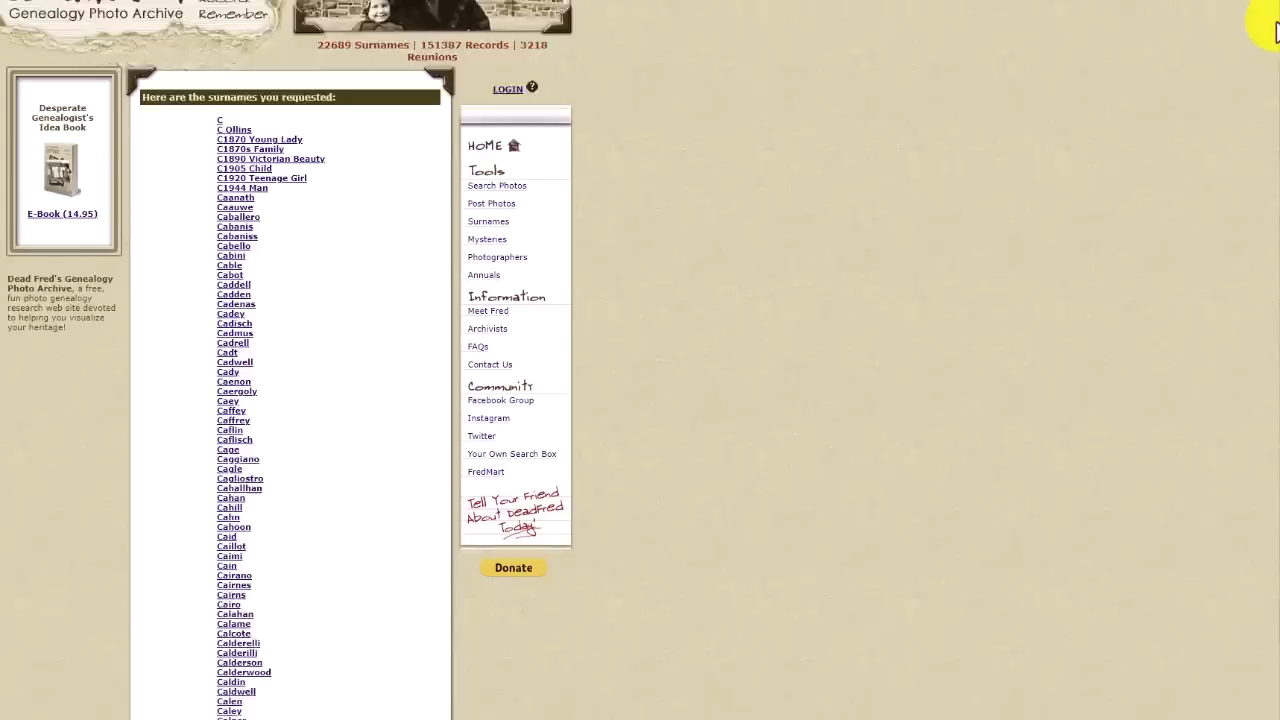 Genealogy Photo Archive
Remember
22689 Surnames | 151387 Records | 3218
Reunions
Desperate
Genealogist's
Idea Book
E-Book (14.95)
Dead Fred's Genealogy
Photo Archive, a free,
fun photo genealogy
research web site devoted
to helping you visualize
your heritage!
Here are the surnames you requested:
C
C Ollins
C1870 Young Lady
C1870s Family
C1890 Victorian Beauty
C1905 Child
C1920 Teenage Girl
C1944 Man
Caanath
Caauwe
Caballero
Cabanis
Cabaniss
Cabello
Cabini
Cable
Cabot
Caddell
Cadden
Cadenas
Cadey
Cadisch
Cadmus
Cadrell
Cadt
Cadwell
Cady
Caenon
Caergoly
Caey
Caffey
Caffrey
Caflin
Caflisch
Cage
Caggiano
Cagle
Cagliostro
Cahallhan
Cahan
Cahill
Cahn
Cahoon
Caid
Caillot
Caimi
Cain
Cairano
Cairnes
Cairns
Cairo
Calahan
Calame
Calcote
Calderelli
Calderilli
Calderson
Calderwood
Caldin
Caldwell
Calen
Caley
LOGIN ?
HOME
Tools
Search Photos
Post Photos
Surnames
Mysteries
Photographers
Annuals
Information
Meet Fred
Archivists
FAQs
Contact Us
Community
Facebook Group
Instagram
Twitter
Your Own Search Box
FredMart
Tell Your Friend
About DeadFred
Today!
Donate